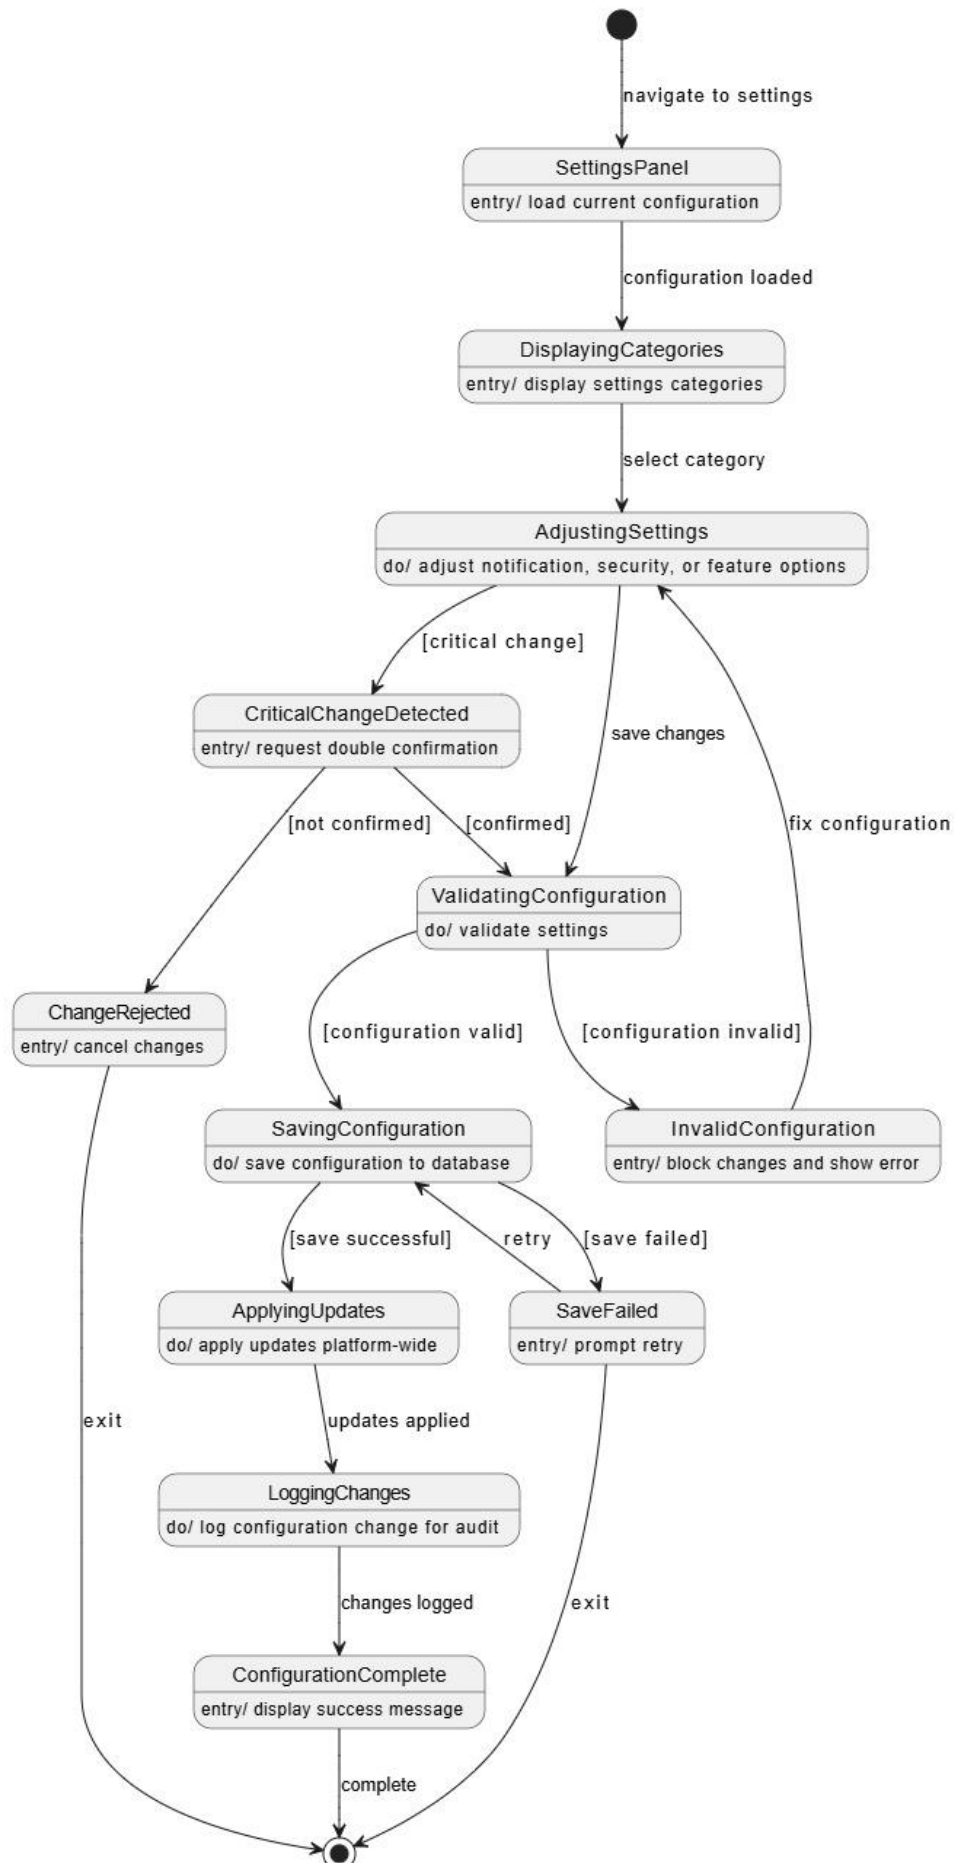 navigate to settings
SettingsPanel
entry/ load current configuration
configuration loaded
DisplayingCategories
entry/ display settings categories
select category
AdjustingSettings
do/ adjust notification, security, or feature options
[critical change]
CriticalChangeDetected
entry/ request double confirmation
save changes
[not confirmed]
[confirmed]
fix configuration
ValidatingConfiguration
do/ validate settings
ChangeRejected
entry/ cancel changes
[configuration valid]
[configuration invalid]
SavingConfiguration
do/ save configuration to database
InvalidConfiguration
entry/ block changes and show error
[save successful]
retry
[save failed]
ApplyingUpdates
do/ apply updates platform-wide
SaveFailed
entry/ prompt retry
exit
updates applied
LoggingChanges
do/ log configuration change for audit
changes logged
exit
ConfigurationComplete
entry/ display success message
complete